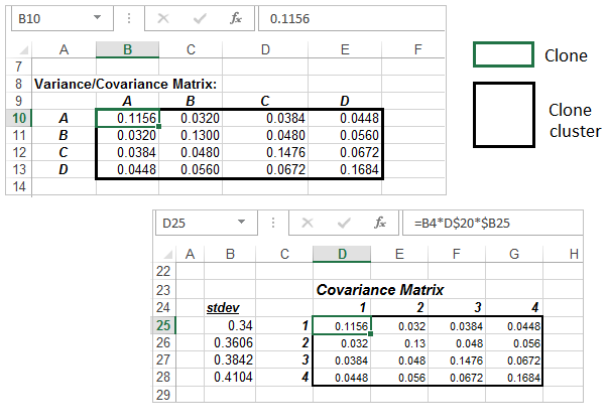 B10 fx 0.1156
A B C D E F
7
8 Variance/Covariance Matrix:
9 A B C D
10 A 0.1156 0.0320 0.0384 0.0448
11 B 0.0320 0.1300 0.0480 0.0560
12 C 0.0384 0.0480 0.1476 0.0672
13 D 0.0448 0.0560 0.0672 0.1684
14
Clone
Clone
cluster
D25 fx =B4*D$20*$B25
A B C D E F G H
22
23 Covariance Matrix
24 stdev 1 2 3 4
25 0.34 1 0.1156 0.032 0.0384 0.0448
26 0.3606 2 0.032 0.13 0.048 0.056
27 0.3842 3 0.0384 0.048 0.1476 0.0672
28 0.4104 4 0.0448 0.056 0.0672 0.1684
29